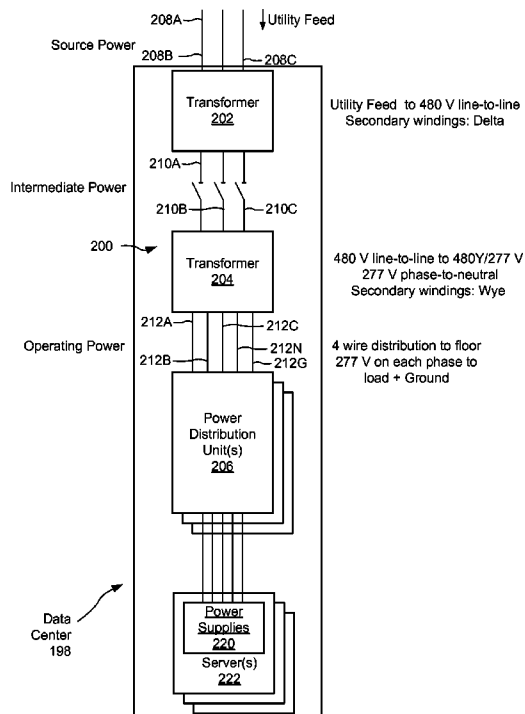 208A
Utility Feed
Source Power
208B
208C
Transformer
202
Utility Feed to 480 V line-to-line
Secondary windings: Delta
210A
Intermediate Power
210B
210C
200
Transformer
204
480 V line-to-line to 480Y/277 V
277 V phase-to-neutral
Secondary windings: Wye
212A
212C
Operating Power
212N
212B
212G
4 wire distribution to floor
277 V on each phase to
load + Ground
Power
Distribution
Unit(s)
206
Data
Center
198
Power
Supplies
220
Server(s)
222